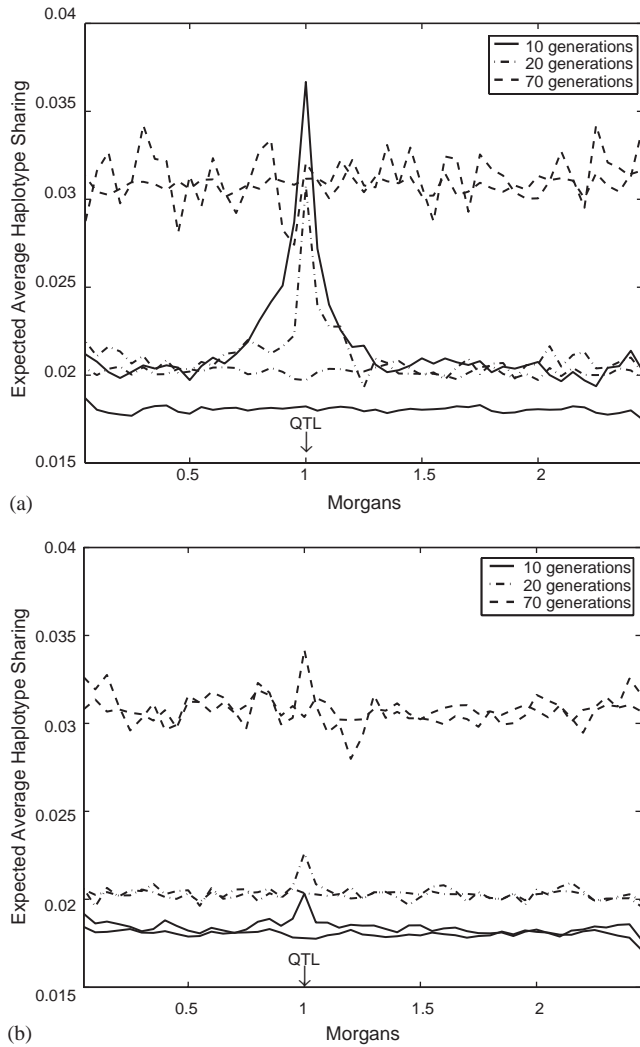 0.04
0.035
0.03
0.025
0.02
0.015
Expected Average Haplotype Sharing
10 generations
20 generations
70 generations
QTL
0.5
1
1.5
2
Morgans
(a)
0.04
0.035
0.03
0.025
0.02
0.015
Expected Average Haplotype Sharing
10 generations
20 generations
70 generations
QTL
0.5
1
1.5
2
Morgans
(b)